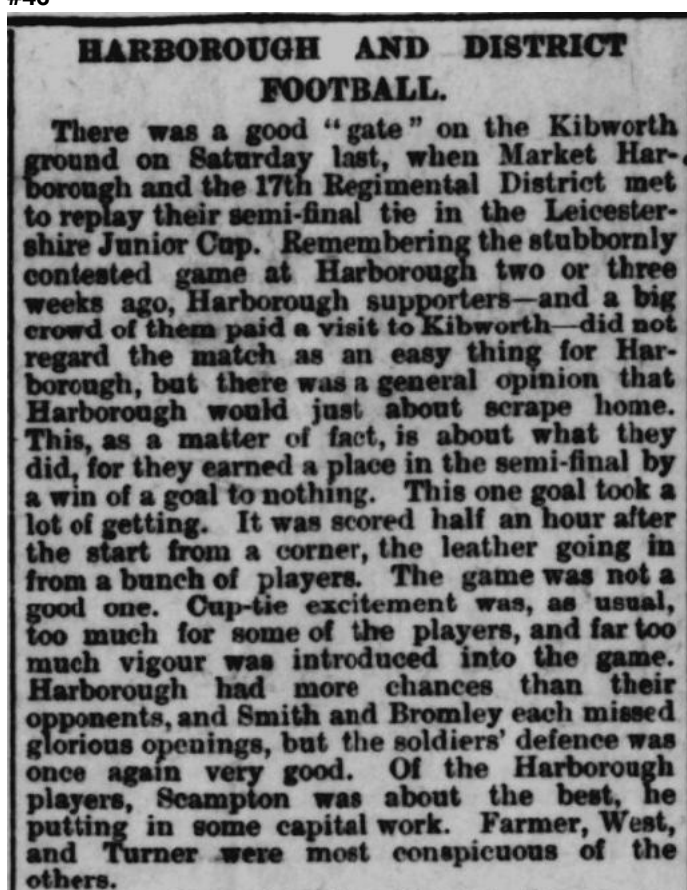 #48
HARBOROUGH AND DISTRICT
FOOTBALL.
There was a good "gate" on the Kibworth
ground on Saturday last, when Market Har-
borough and the 17th Regimental District met
to replay their semi-final tie in the Leicester-
shire Junior Cup. Remembering the stubbornly
contested game at Harborough two or three
weeks ago, Harborough supporters—and a big
crowd of them paid a visit to Kibworth—did not
regard the match as an easy thing for Har-
borough, but there was a general opinion that
Harborough would just about scrape home.
This, as a matter of fact, is about what they
did, for they earned a place in the semi-final by
a win of a goal to nothing. This one goal took a
lot of getting. It was scored half an hour after
the start from a corner, the leather going in
from a bunch of players. The game was not a
good one. Cup-tie excitement was, as usual,
too much for some of the players, and far too
much vigour was introduced into the game.
Harborough had more chances than their
opponents, and Smith and Bromley each missed
glorious openings, but the soldiers' defence was
once again very good. Of the Harborough
players, Scampton was about the best, he
putting in some capital work. Farmer, West,
and Turner were most conspicuous of the
others.